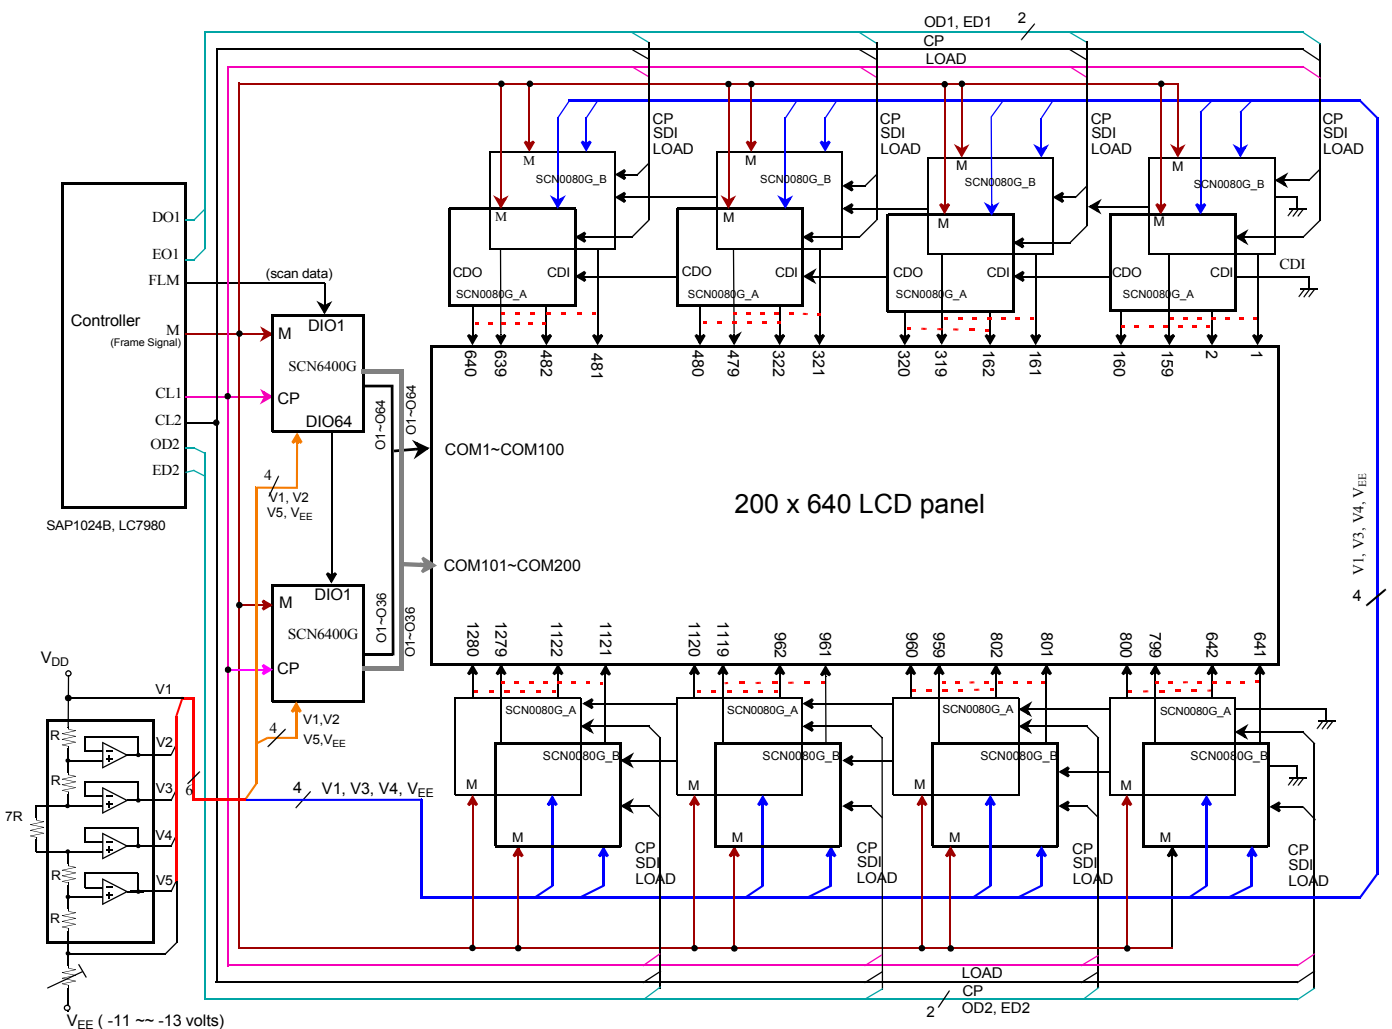 OD1, ED1
2
CP
LOAD
CP
SDI
LOAD
CP
SDI
LOAD
CP
SDI
LOAD
CP
SDI
LOAD
M
SCN0080G_B
M
SCN0080G_B
M
SCN0080G_B
M
SCN0080G_B
M
M
M
M
CDO
CDI
SCN0080G_A
CDO
CDI
SCN0080G_A
CDO
CDI
SCN0080G_A
CDO
CDI
SCN0080G_A
CDI
DO1
EO1
FLM
(scan data)
Controller
M
(Frame Signal)
CL1
CL2
OD2
ED2
SAP1024B, LC7980
DIO1
M
SCN6400G
CP
DIO64
O1~O64
O1~O64
4
V1, V2
V5, VEE
640
639
482
481
480
479
322
321
320
319
162
161
160
159
2
1
COM1~COM100
200 x 640 LCD panel
COM101~COM200
V1, V3, V4, VEE
4
DIO1
M
SCN6400G
CP
O1~O36
O1~O36
4
V1,V2
V5,VEE
1280
1279
1122
1121
1120
1119
962
961
960
959
802
801
800
799
642
641
VDD
V1
R
V2
R
V3
6
7R
V4
R
V5
R
VEE ( -11 ~~ -13 volts)
4
V1, V3, V4, VEE
SCN0080G_A
SCN0080G_A
SCN0080G_A
SCN0080G_A
SCN0080G_B
SCN0080G_B
SCN0080G_B
SCN0080G_B
M
M
M
M
M
M
M
M
CP
SDI
LOAD
CP
SDI
LOAD
CP
SDI
LOAD
CP
SDI
LOAD
LOAD
CP
2
OD2, ED2